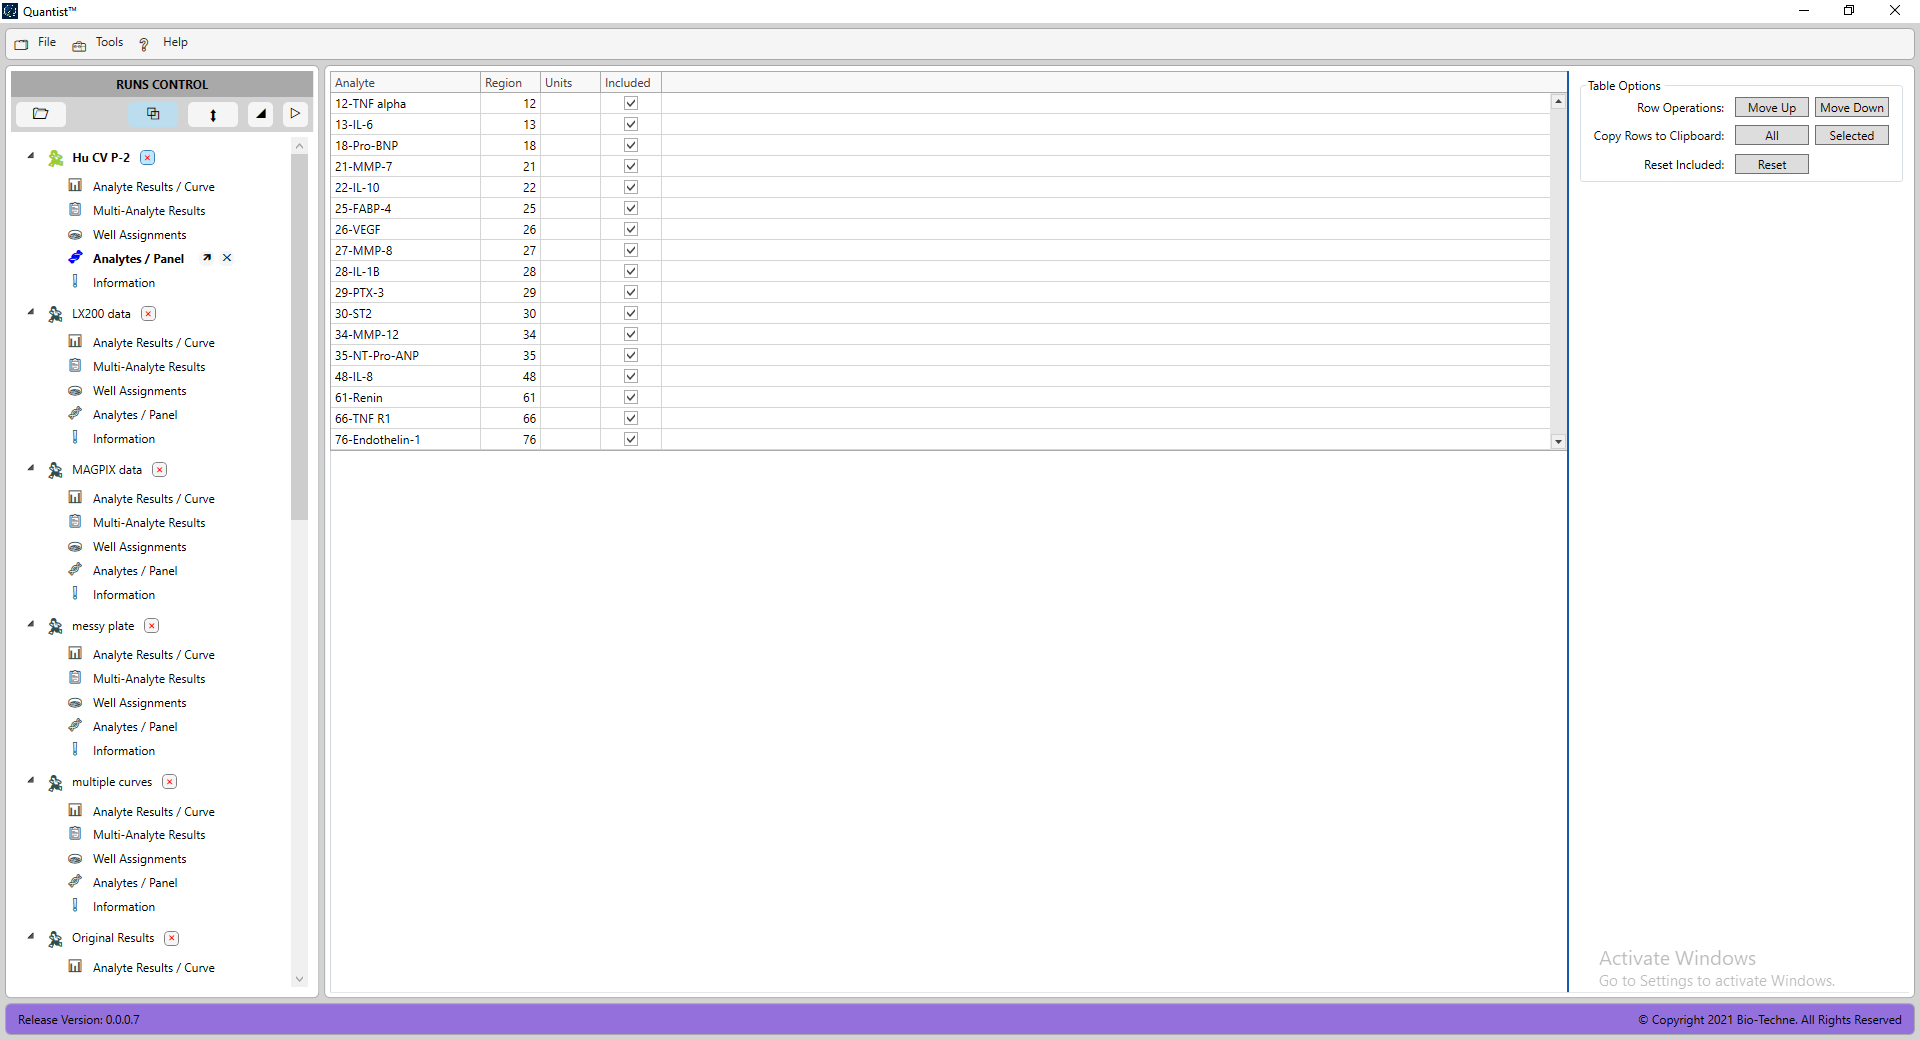 Quantist™
File Tools Help
RUNS CONTROL
Hu CV P-2
Analyte Results / Curve
Multi-Analyte Results
Well Assignments
Analytes / Panel
Information
LX200 data
Analyte Results / Curve
Multi-Analyte Results
Well Assignments
Analytes / Panel
Information
MAGPIX data
Analyte Results / Curve
Multi-Analyte Results
Well Assignments
Analytes / Panel
Information
messy plate
Analyte Results / Curve
Multi-Analyte Results
Well Assignments
Analytes / Panel
Information
multiple curves
Analyte Results / Curve
Multi-Analyte Results
Well Assignments
Analytes / Panel
Information
Original Results
Analyte Results / Curve
Analyte Region Units Included
12-TNF alpha 12
13-IL-6 13
18-Pro-BNP 18
21-MMP-7 21
22-IL-10 22
25-FABP-4 25
26-VEGF 26
27-MMP-8 27
28-IL-1B 28
29-PTX-3 29
30-ST2 30
34-MMP-12 34
35-NT-Pro-ANP 35
48-IL-8 48
61-Renin 61
66-TNF R1 66
76-Endothelin-1 76
Table Options
Row Operations: Move Up Move Down
Copy Rows to Clipboard: All Selected
Reset Included: Reset
Activate Windows
Go to Settings to activate Windows.
Release Version: 0.0.0.7
© Copyright 2021 Bio-Techne. All Rights Reserved